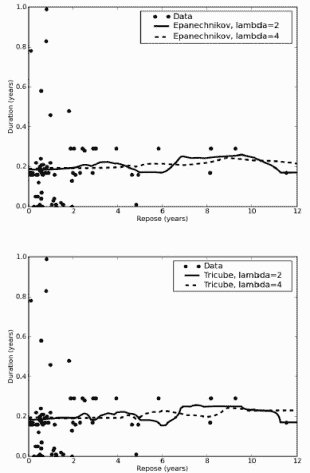 1.0
Data
Epanechnikov, lambda=2
Epanechnikov, lambda=4
0.8
0.6
Duration (years)
0.4
0.2
0.0
0 2 4 6 8 10 12
Repose (years)
1.0
Data
Tricube, lambda=2
Tricube, lambda=4
0.8
0.6
Duration (years)
0.4
0.2
0.0
0 2 4 6 8 10 12
Repose (years)